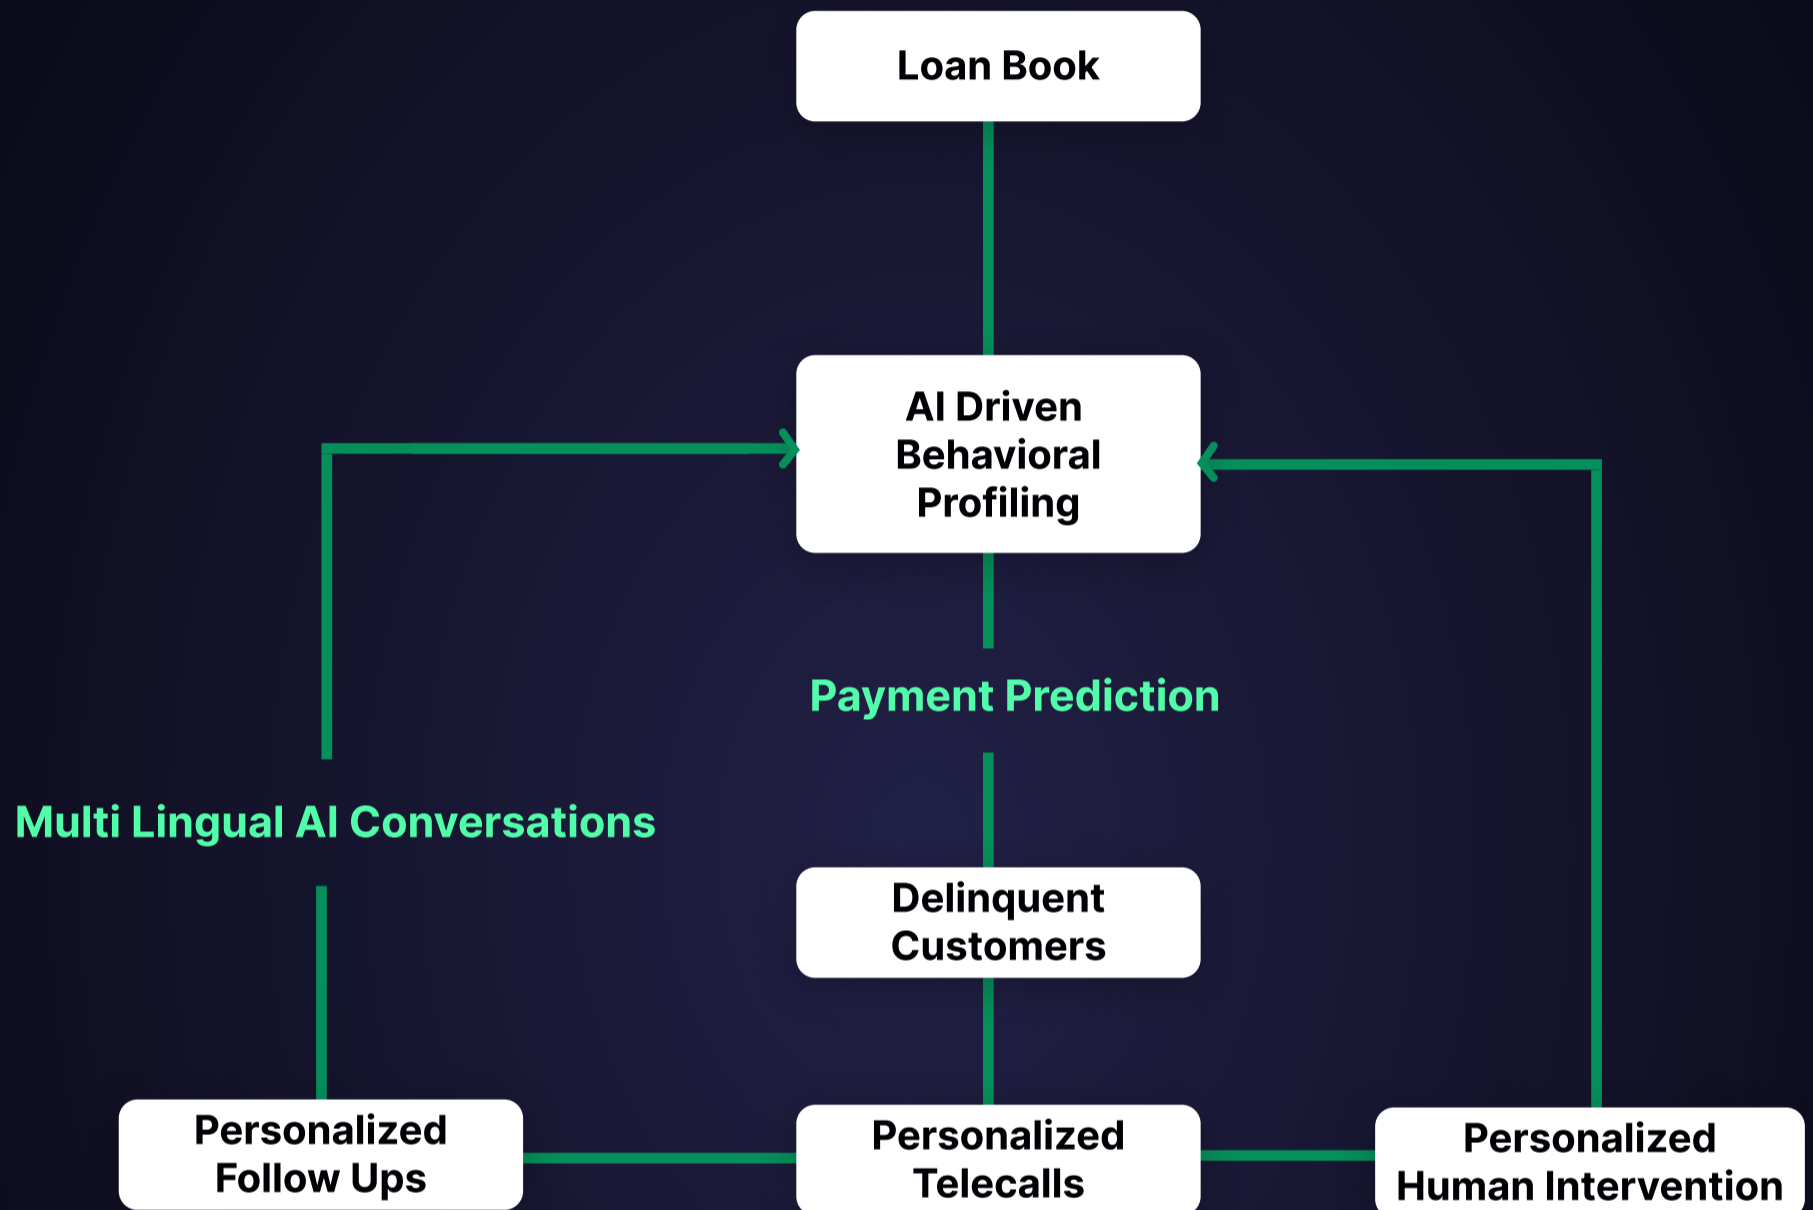 Loan Book
AI Driven
Behavioral
Profiling
Payment Prediction
Multi Lingual AI Conversations
Delinquent
Customers
Personalized
Follow Ups
Personalized
Telecalls
Personalized
Human Intervention